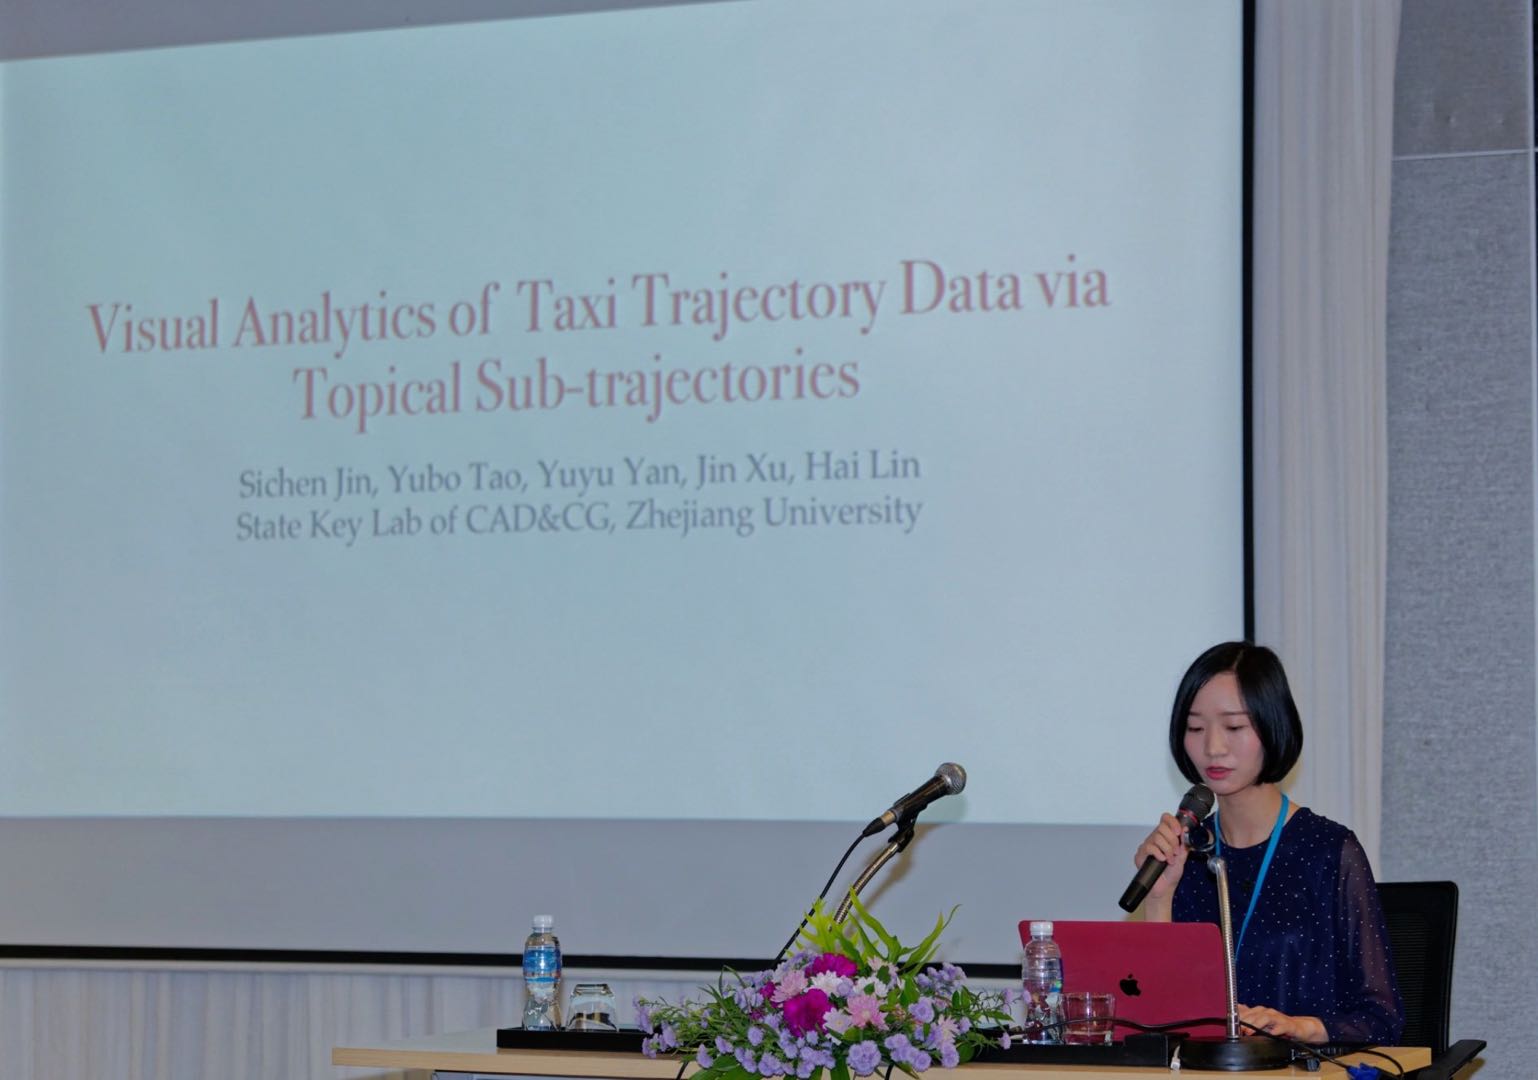 Visual Analytics of Taxi Trajectory Data via
Topical Sub-trajectories
Sichen Jin, Yubo Tao, Yuyu Yan, Jin Xu, Hai Lin
State Key Lab of CAD&CG, Zhejiang University